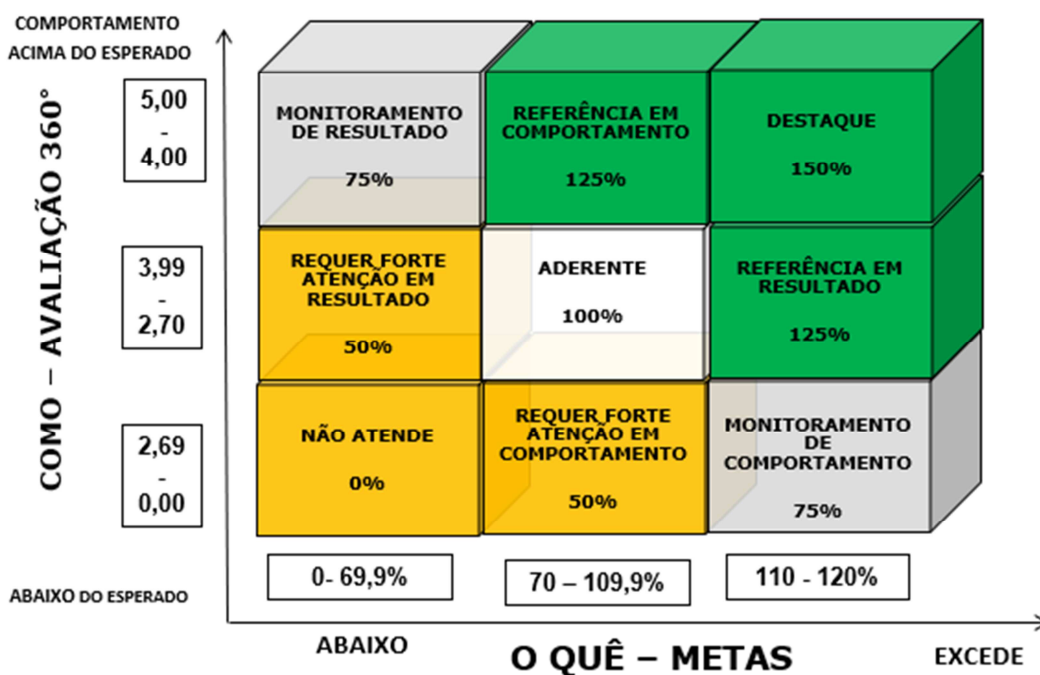 COMPORTAMENTO
ACIMA DO ESPERADO
COMO – AVALIAÇÃO 360°
5,00
-
4,00
MONITORAMENTO
DE RESULTADO
75%
REFERÊNCIA EM
COMPORTAMENTO
125%
DESTAQUE
150%
3,99
-
2,70
REQUER FORTE
ATENÇÃO EM
RESULTADO
50%
ADERENTE
100%
REFERÊNCIA EM
RESULTADO
125%
2,69
-
0,00
NÃO ATENDE
0%
REQUER FORTE
ATENÇÃO EM
COMPORTAMENTO
50%
MONITORAMENTO
DE
COMPORTAMENTO
75%
ABAIXO DO ESPERADO
0- 69,9%
70 – 109,9%
110 - 120%
ABAIXO
O QUÊ – METAS
EXCEDE